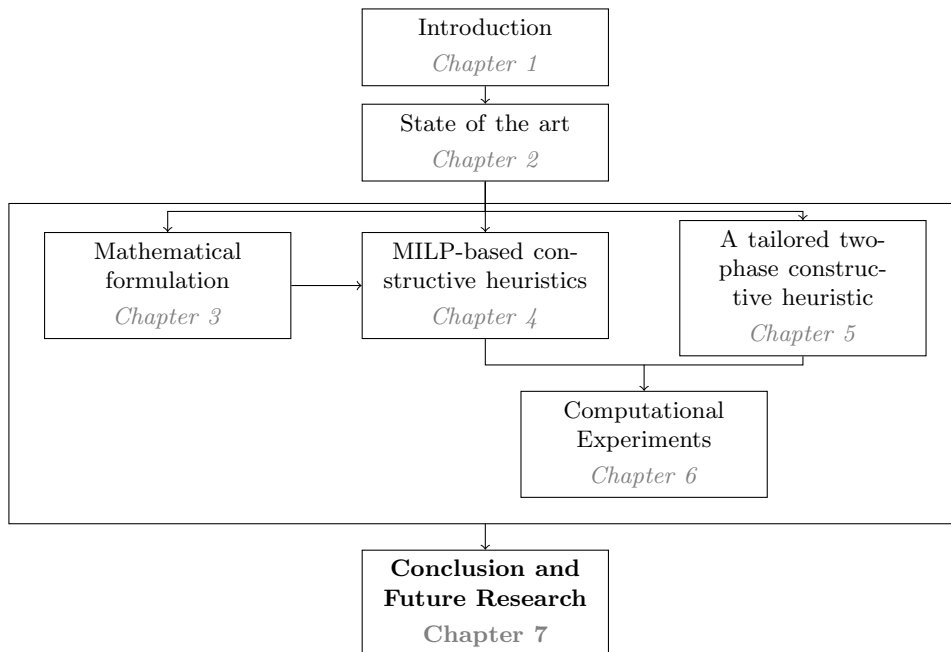 Introduction
Chapter 1
State of the art
Chapter 2
Mathematical
formulation
Chapter 3
MILP-based con-
structive heuristics
Chapter 4
A tailored two-
phase construc-
tive heuristic
Chapter 5
Computational
Experiments
Chapter 6
Conclusion and
Future Research
Chapter 7